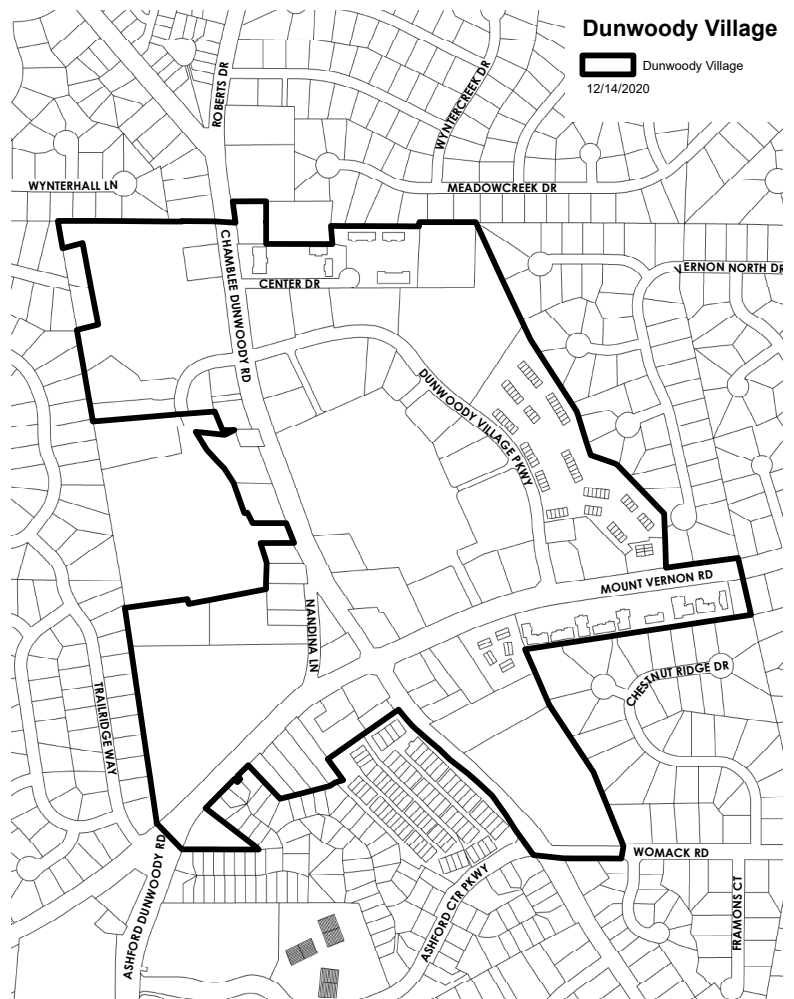 Dunwoody Village
Dunwoody Village
12/14/2020
ROBERTS DR
WYNTERCREEK DR
WYNTERHALL LN
MEADOWCREEK DR
CHAMBLEE DUNWOODY RD
CENTER DR
VERNON NORTH DR
DUNWOODY VILLAGE PKWY
MOUNT VERNON RD
NANDINA LN
CHESTNUT RIDGE DR
TRAILRIDGE WAY
ASHFORD DUNWOODY RD
ASHFORD CTR PKWY
WOMACK RD
FRAMONS CT